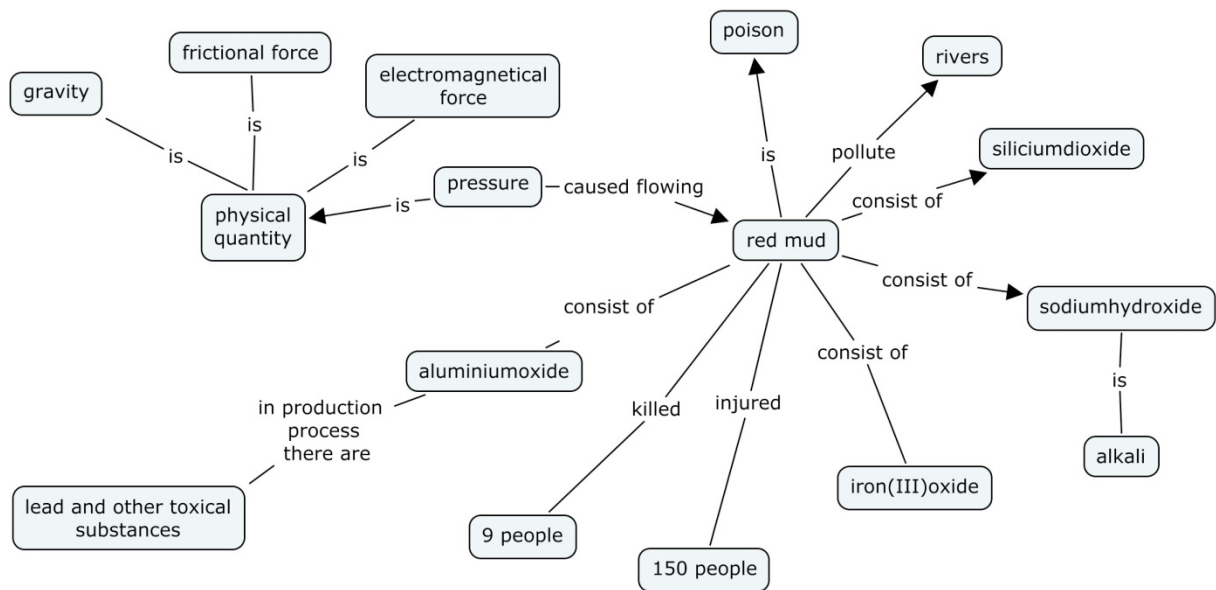 poison
frictional force
rivers
electromagnetical
force
gravity
is
is
is
pollute
siliciumdioxide
is
pressure
caused flowing
consist of
is
physical
quantity
red mud
consist of
consist of
sodiumhydroxide
consist of
aluminiumoxide
is
in production
process
there are
killed
injured
alkali
iron(III)oxide
lead and other toxical
substances
9 people
150 people